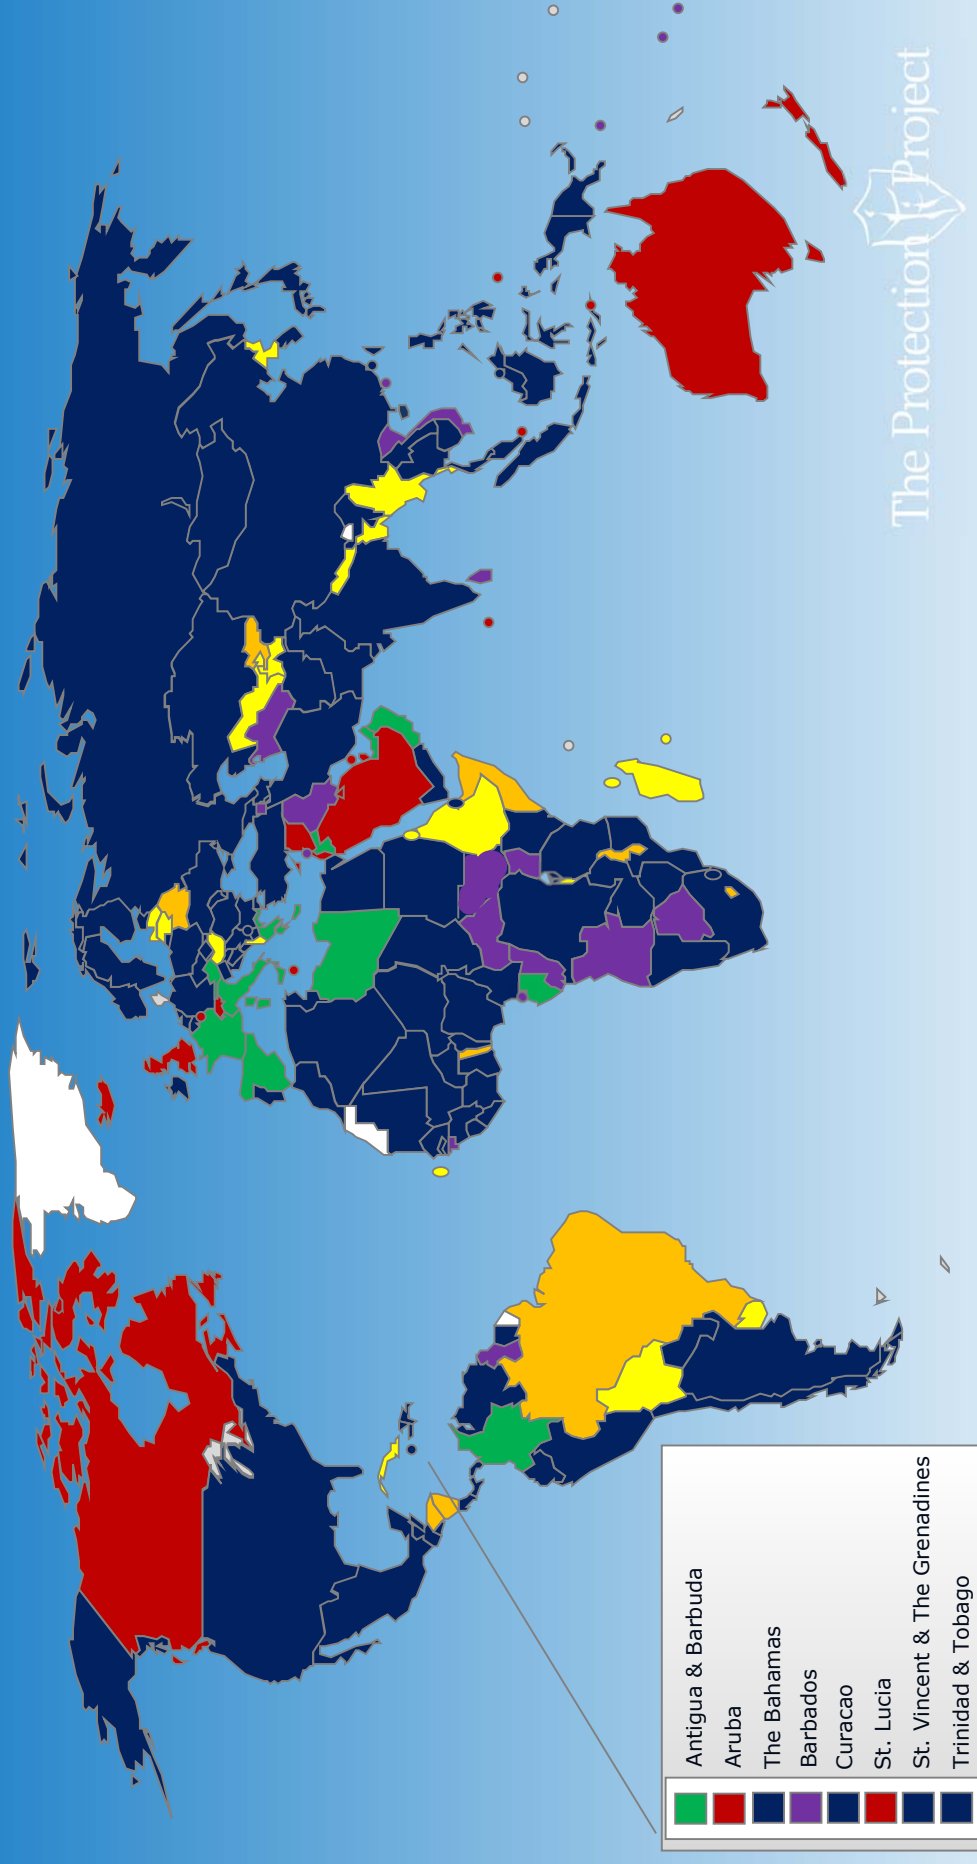 The Protection Project
Antigua & Barbuda
Aruba
The Bahamas
Barbados
Curacao
St. Lucia
St. Vincent & The Grenadines
Trinidad & Tobago